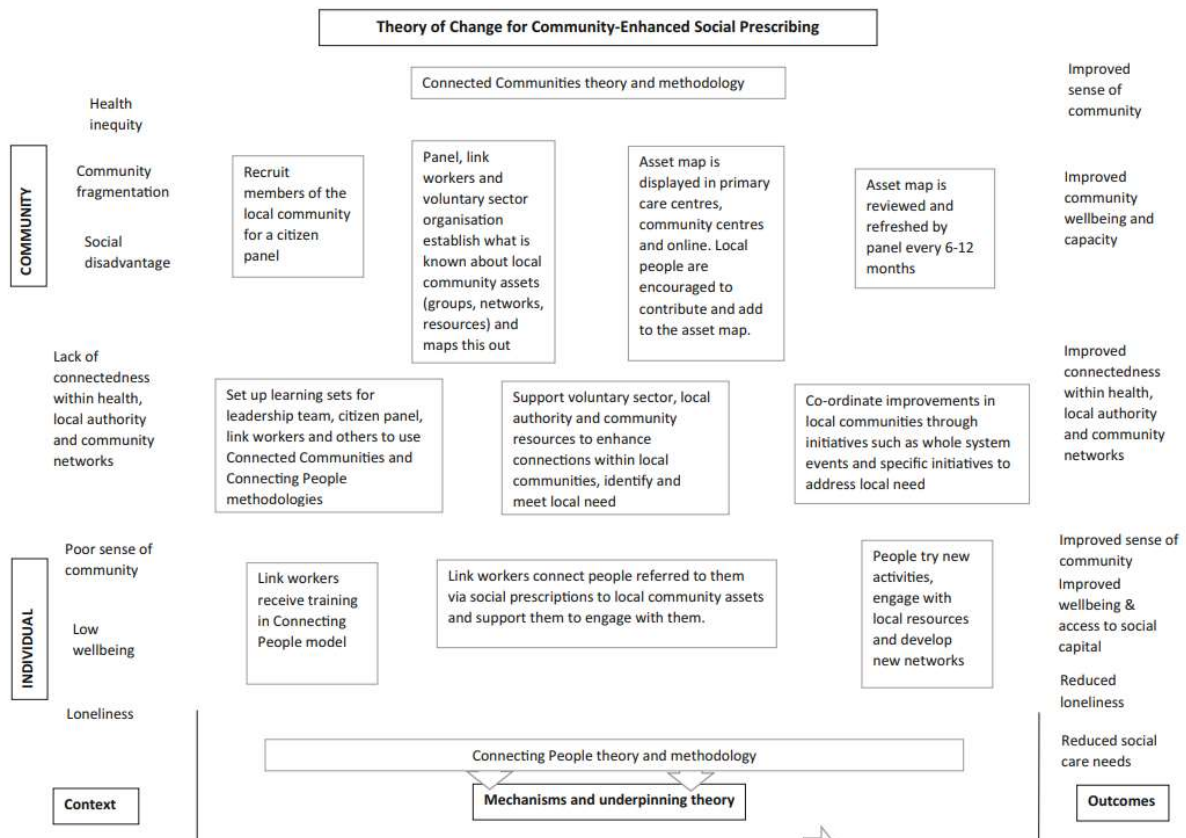 Theory of Change for Community-Enhanced Social Prescribing
Connected Communities theory and methodology
COMMUNITY
Health
inequity
Community
fragmentation
Social
disadvantage
Recruit
members of the
local community
for a citizen
panel
Panel, link
workers and
voluntary sector
organisation
establish what is
known about local
community assets
(groups, networks,
resources) and
maps this out
Asset map is
displayed in primary
care centres,
community centres
and online. Local
people are
encouraged to
contribute and add
to the asset map.
Asset map is
reviewed and
refreshed by
panel every 6-12
months
Improved
sense of
community
Improved
community
wellbeing and
capacity
Lack of
connectedness
within health,
local authority
and community
networks
Set up learning sets for
leadership team, citizen panel,
link workers and others to use
Connected Communities and
Connecting People
methodologies
Support voluntary sector, local
authority and community
resources to enhance
connections within local
communities, identify and
meet local need
Co-ordinate improvements in
local communities through
initiatives such as whole system
events and specific initiatives to
address local need
Improved
connectedness
within health,
local authority
and community
networks
INDIVIDUAL
Poor sense of
community
Low
wellbeing
Loneliness
Link workers
receive training
in Connecting
People model
Link workers connect people referred to them
via social prescriptions to local community assets
and support them to engage with them.
People try new
activities,
engage with
local resources
and develop
new networks
Improved sense of
community
Improved
wellbeing &
access to social
capital
Reduced
loneliness
Reduced social
care needs
Connecting People theory and methodology
Context
Mechanisms and underpinning theory
Outcomes